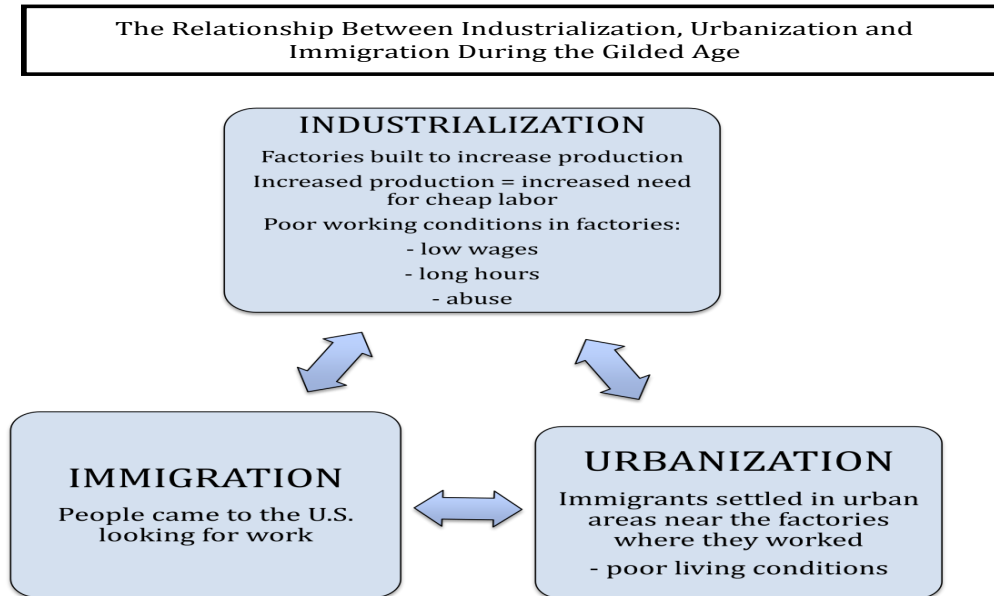 The Relationship Between Industrialization, Urbanization and
Immigration During the Gilded Age
INDUSTRIALIZATION
Factories built to increase production
Increased production = increased need
for cheap labor
Poor working conditions in factories:
- low wages
- long hours
- abuse
IMMIGRATION
People came to the U.S.
looking for work
URBANIZATION
Immigrants settled in urban
areas near the factories
where they worked
- poor living conditions